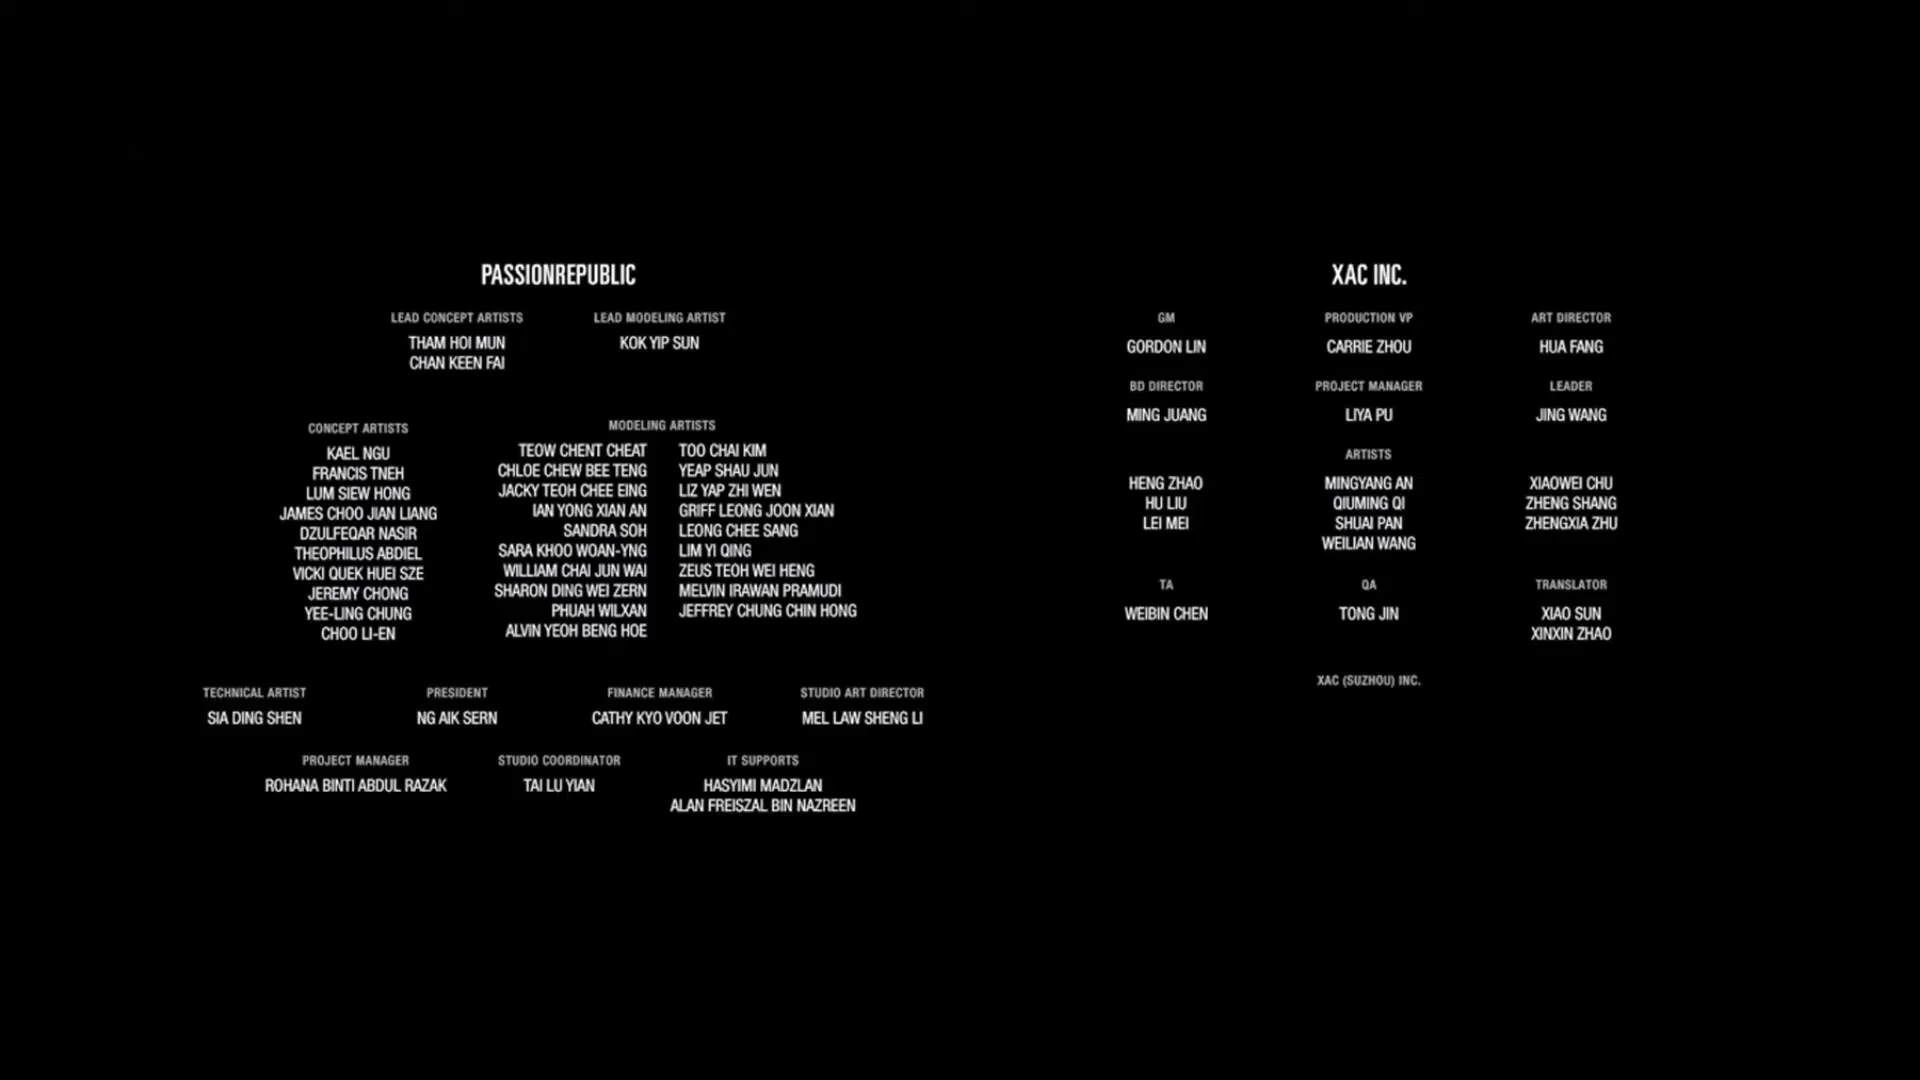 PASSIONREPUBLIC
LEAD CONCEPT ARTISTS
THAM HOI MUN
CHAN KEEN FAI
LEAD MODELING ARTIST
KOK YIP SUN
CONCEPT ARTISTS
KAEL NGU
FRANCIS TNEH
LUM SIEW HONG
JAMES CHOO JIAN LIANG
DZULFEQAR NASIR
THEOPHILUS ABDIEL
VICKI QUEK HUEI SZE
JEREMY CHONG
YEE-LING CHUNG
CHOO LI-EN
MODELING ARTISTS
TEOW CHENT CHEAT
CHLOE CHEW BEE TENG
JACKY TEOH CHEE EING
IAN YONG XIAN AN
SANDRA SOH
SARA KHOO WOAN-YNG
WILLIAM CHAI JUN WAI
SHARON DING WEI ZERN
PHUAH WILXAN
ALVIN YEOH BENG HOE
TOO CHAI KIM
YEAP SHAU JUN
LIZ YAP ZHI WEN
GRIFF LEONG JOON XIAN
LEONG CHEE SANG
LIM YI QING
ZEUS TEOH WEI HENG
MELVIN IRAWAN PRAMUDI
JEFFREY CHUNG CHIN HONG
TECHNICAL ARTIST
SIA DING SHEN
PRESIDENT
NG AIK SERN
FINANCE MANAGER
CATHY KYO VOON JET
STUDIO ART DIRECTOR
MEL LAW SHENG LI
PROJECT MANAGER
ROHANA BINTI ABDUL RAZAK
STUDIO COORDINATOR
TAI LU YIAN
IT SUPPORTS
HASYIMI MADZLAN
ALAN FREISZAL BIN NAZREEN
XAC INC.
GM
GORDON LIN
PRODUCTION VP
CARRIE ZHOU
ART DIRECTOR
HUA FANG
BD DIRECTOR
MING JUANG
PROJECT MANAGER
LIYA PU
LEADER
JING WANG
ARTISTS
HENG ZHAO
HU LIU
LEI MEI
MINGYANG AN
QIUMING QI
SHUAI PAN
WEILIAN WANG
XIAOWEI CHU
ZHENG SHANG
ZHENGXIA ZHU
TA
WEIBIN CHEN
QA
TONG JIN
TRANSLATOR
XIAO SUN
XINXIN ZHAO
XAC (SUZHOU) INC.